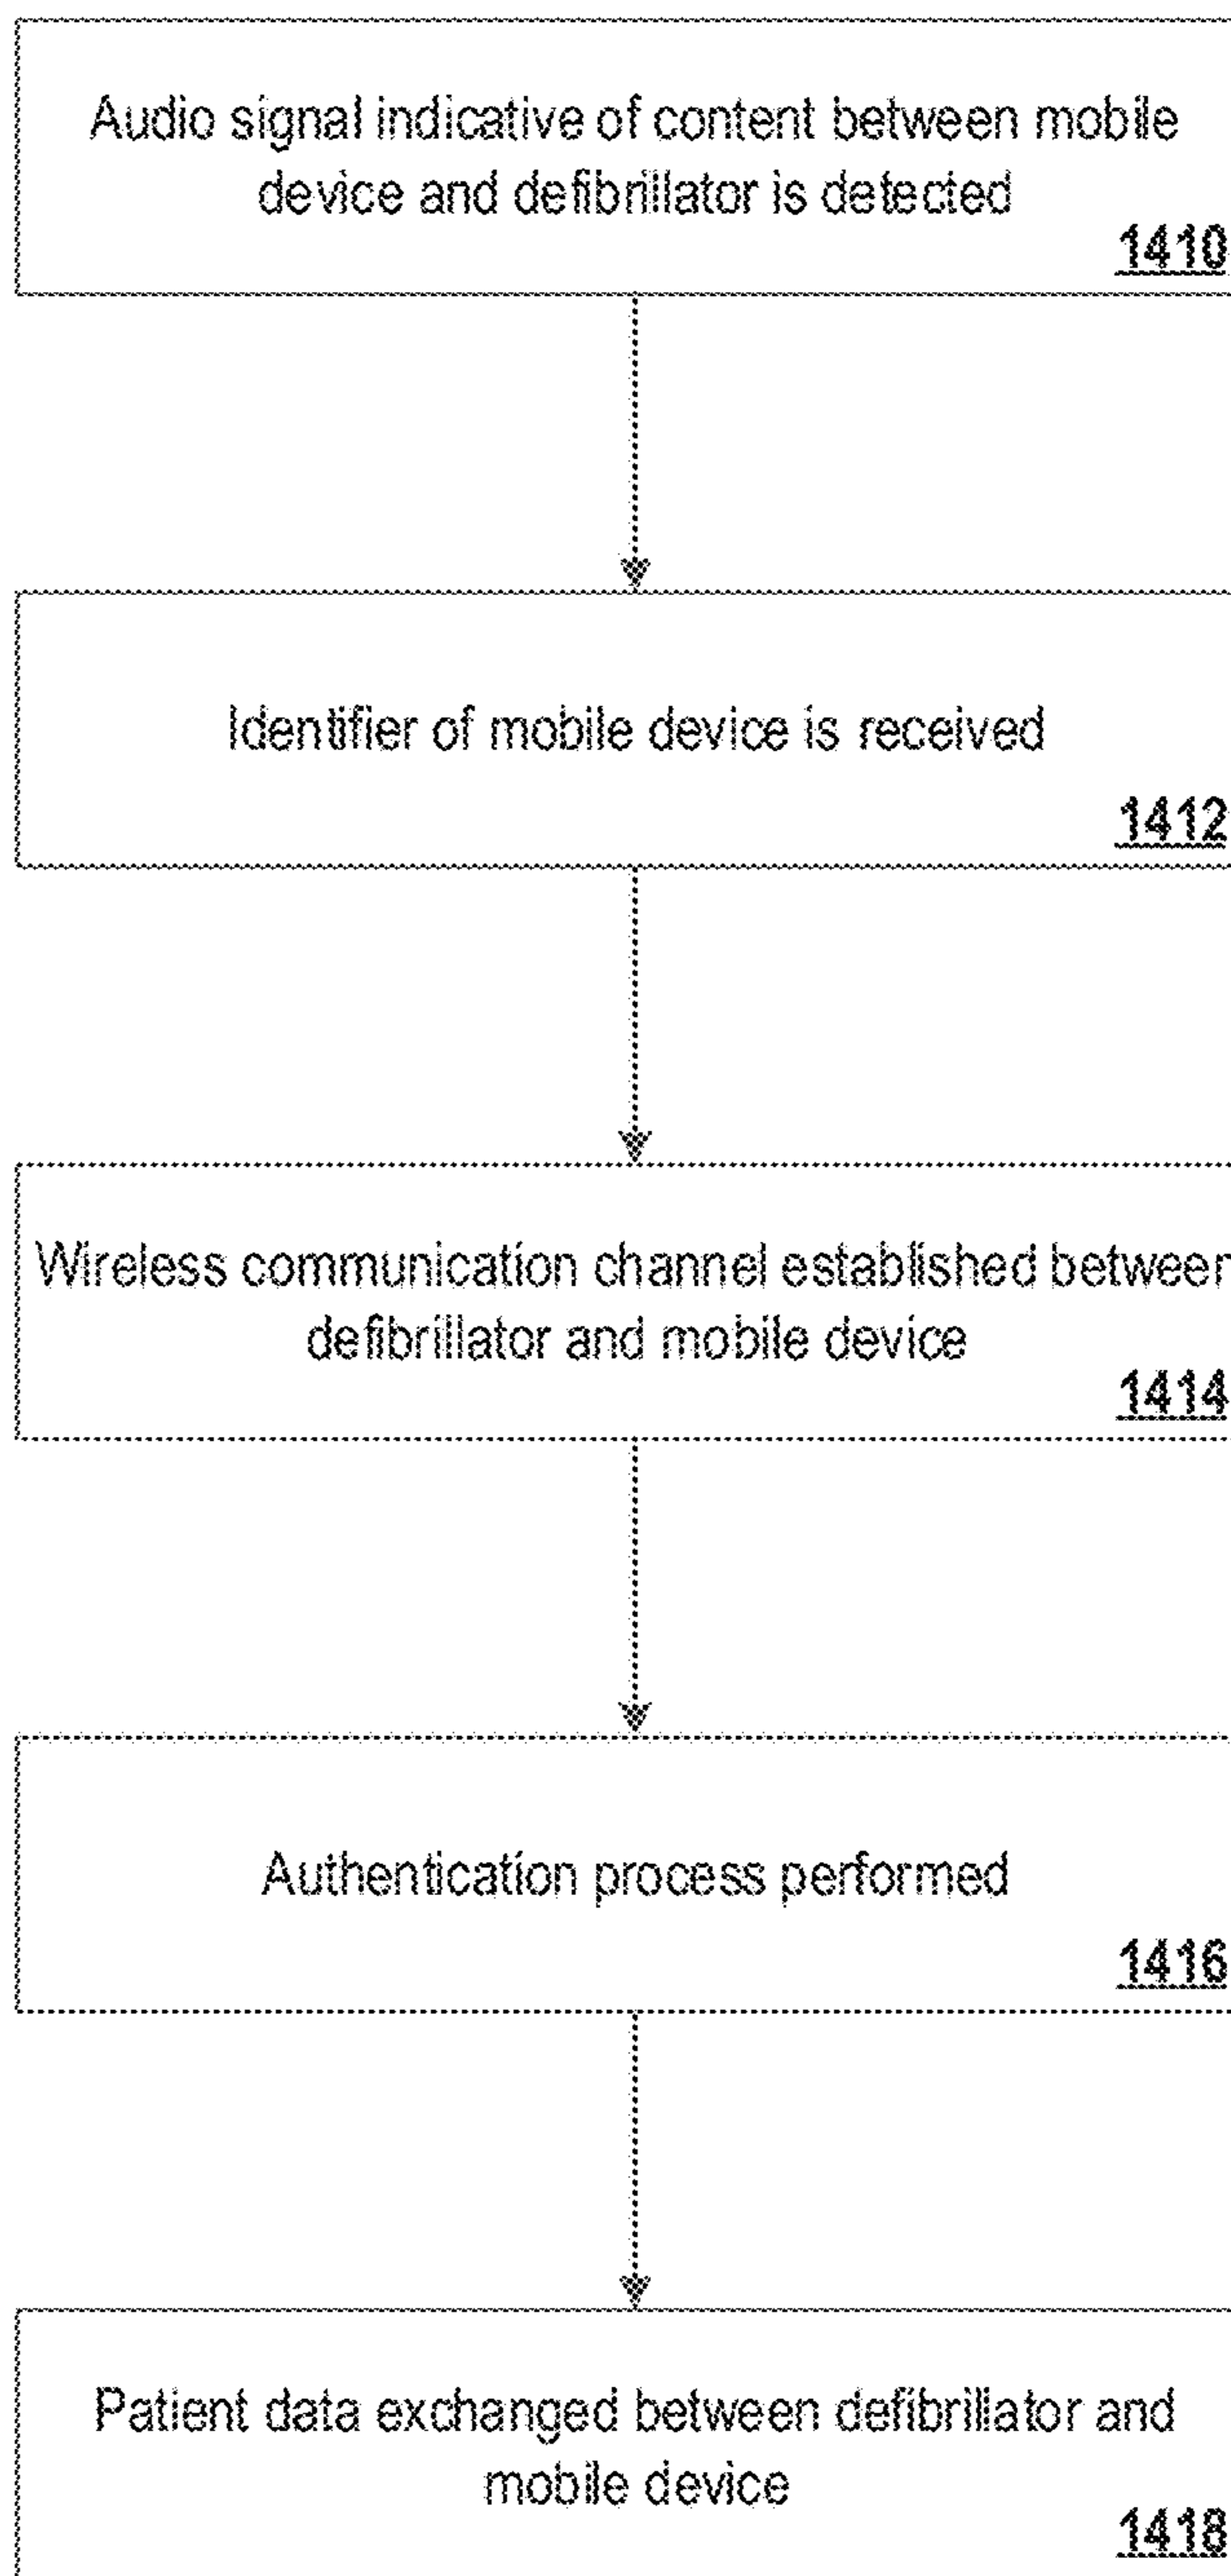 Audio signal indicative of content between mobile
device and defibrillator is detected
1410
Identifier of mobile device is received
1412
Wireless communication channel established between
defibrillator and mobile device
1414
Authentication process performed
1416
Patient data exchanged between defibrillator and
mobile device
1418